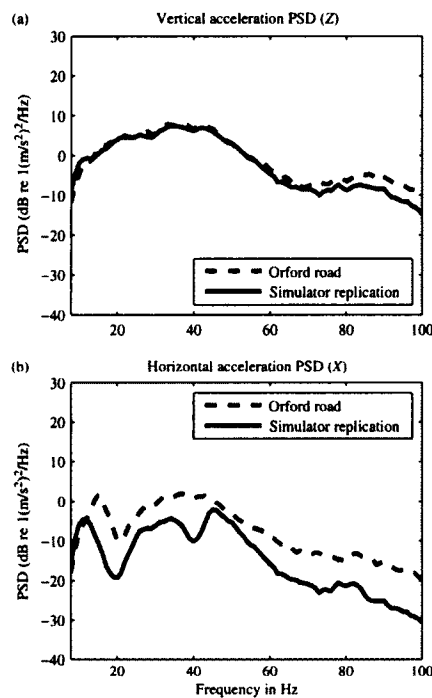 (a) Vertical acceleration PSD (Z)
30
20
10
0
−10
−20
−30
−40
PSD (dB re 1(m/s²)²/Hz)
Orford road
Simulator replication
20 40 60 80 100
(b) Horizontal acceleration PSD (X)
30
20
10
0
−10
−20
−30
−40
PSD (dB re 1(m/s²)²/Hz)
Orford road
Simulator replication
20 40 60 80 100
Frequency in Hz